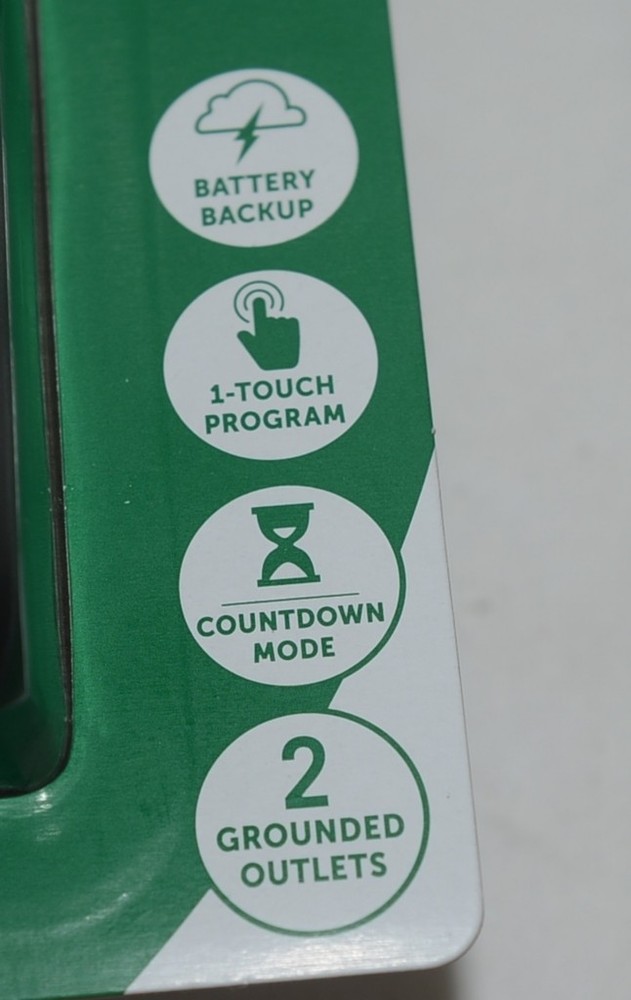 BATTERY
BACKUP
1-TOUCH
PROGRAM
COUNTDOWN
MODE
2
GROUNDED
OUTLETS